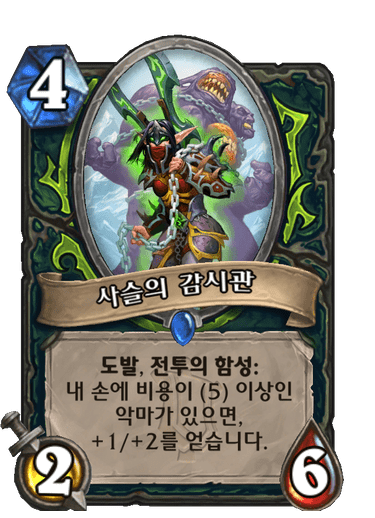 4
사슬의 감시관
도발, 전투의 함성:
내 손에 비용이 (5) 이상인
악마가 있으면,
+1/+2를 얻습니다.
2
6